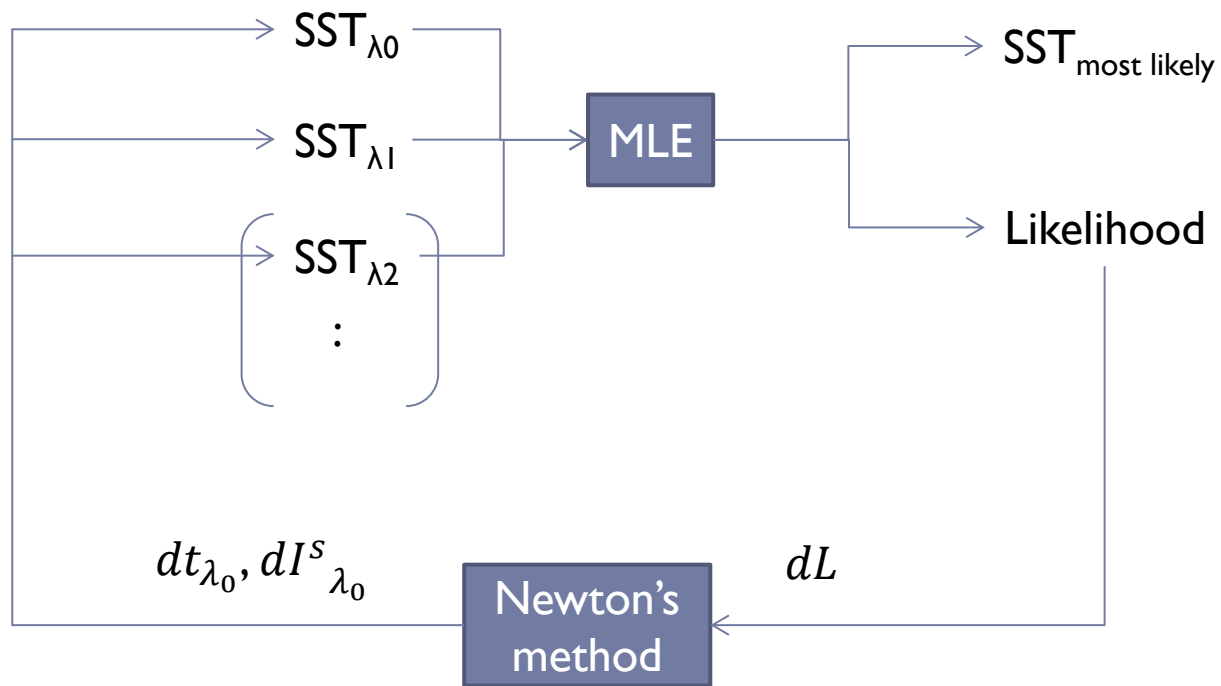 SST_λ0
SST_most likely
SST_λ1
MLE
SST_λ2
:
Likelihood
dt_λ₀, dI^s_λ₀
dL
Newton's
method